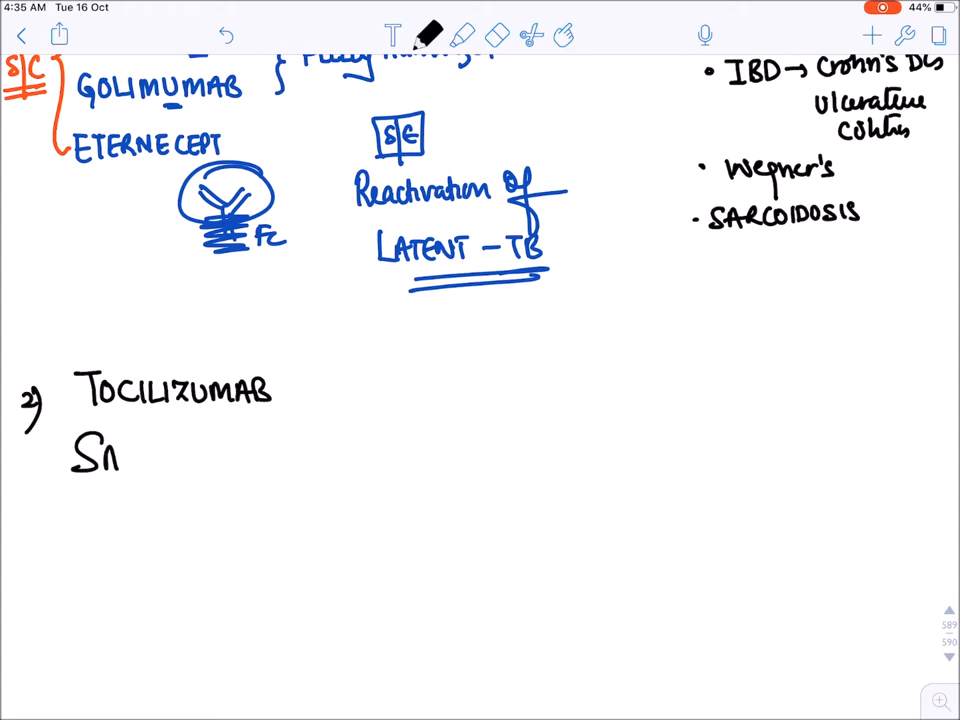 4:35 AM Tue 16 Oct
44%
S|C
GOLIMUMAB
ETERNECEPT
Fc
S|C
Reactivation Of
LATENT - TB
• IBD → Crohn's Dis
Ulcerative
Colitis
• Wegner's
• SARCOIDOSIS
2) TOCILIZUMAB
SA
589
590